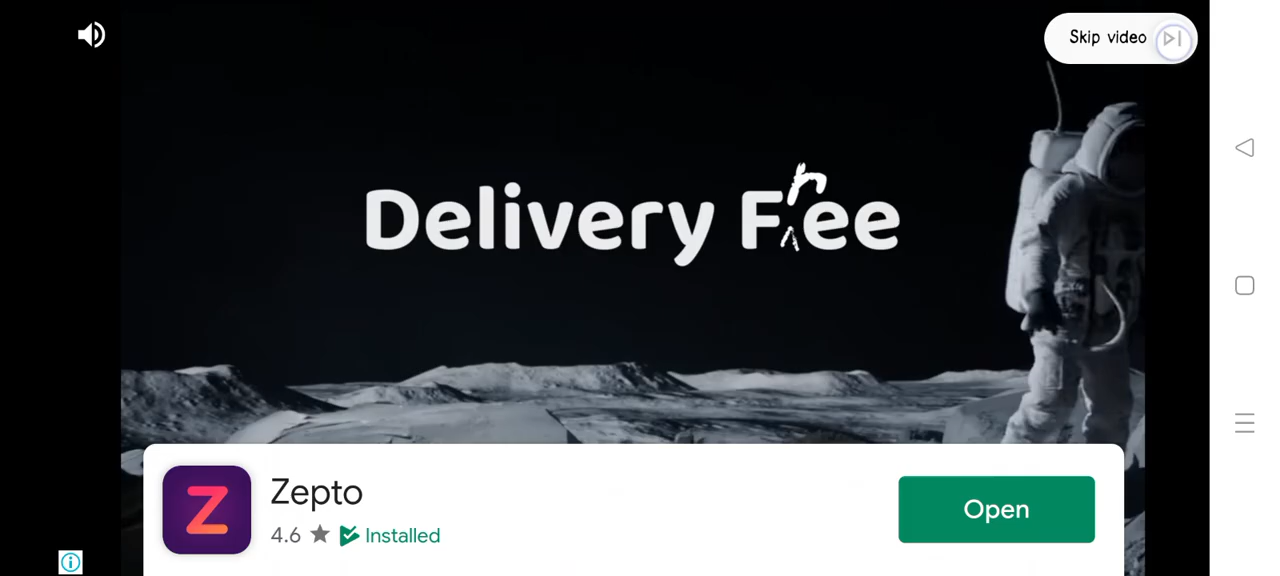 Skip video
Delivery Free
Zepto
4.6 ★ Installed
Open